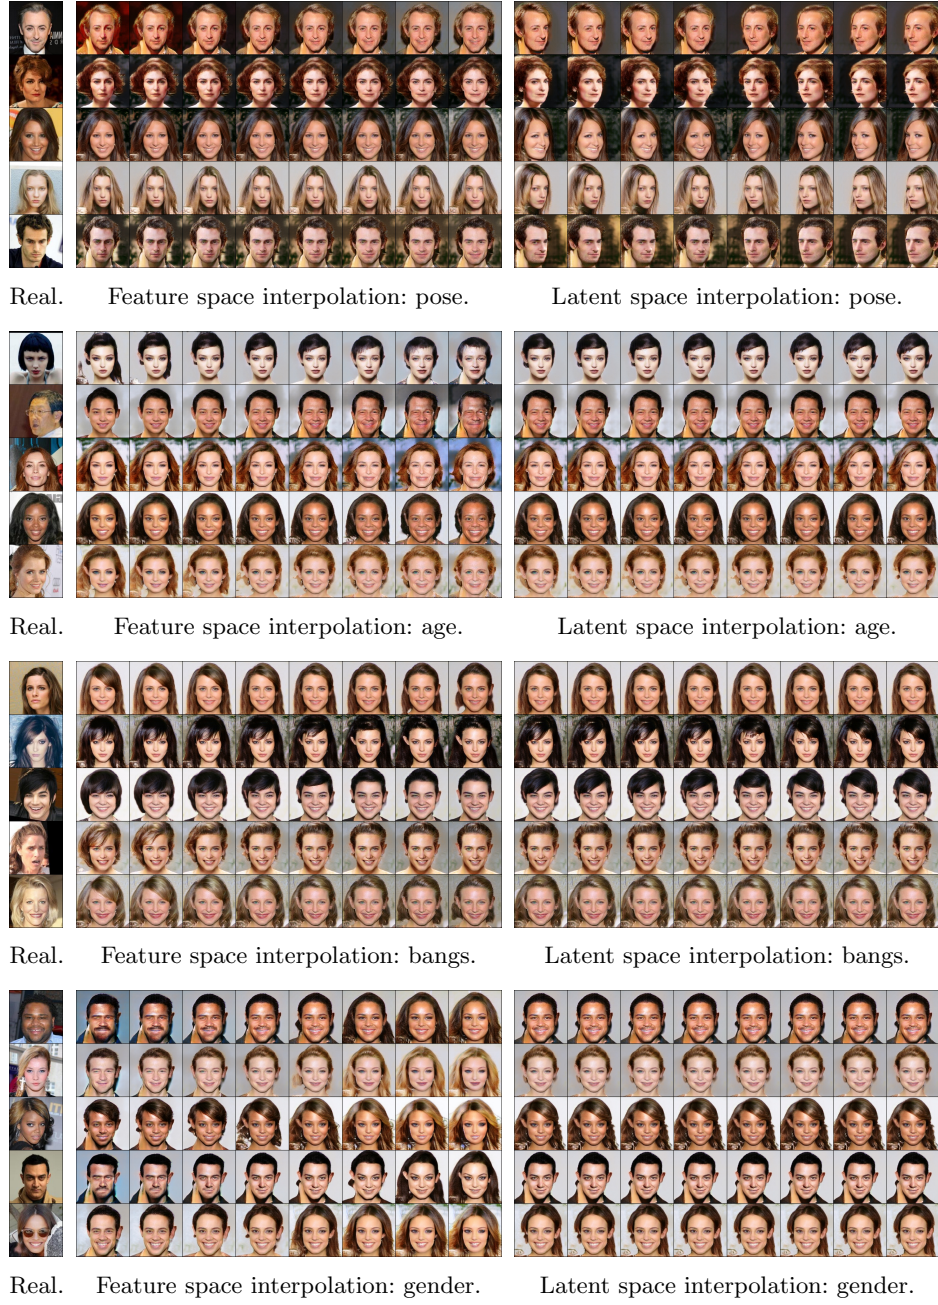 Real. Feature space interpolation: pose. Latent space interpolation: pose.
Real. Feature space interpolation: age. Latent space interpolation: age.
Real. Feature space interpolation: bangs. Latent space interpolation: bangs.
Real. Feature space interpolation: gender. Latent space interpolation: gender.